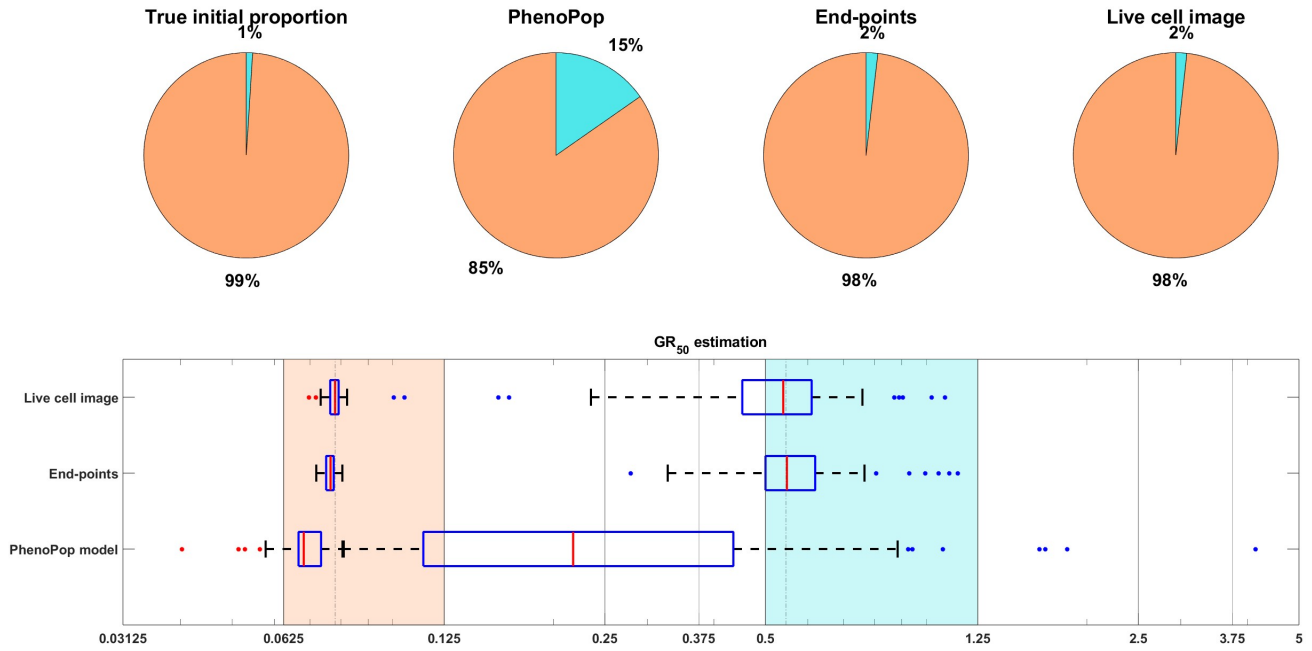 True initial proportion PhenoPop End-points Live cell image
1% 15% 2% 2%
99% 85% 98% 98%
GR50 estimation
Live cell image
End-points
PhenoPop model
0.03125 0.0625 0.125 0.25 0.375 0.5 1.25 2.5 3.75 5